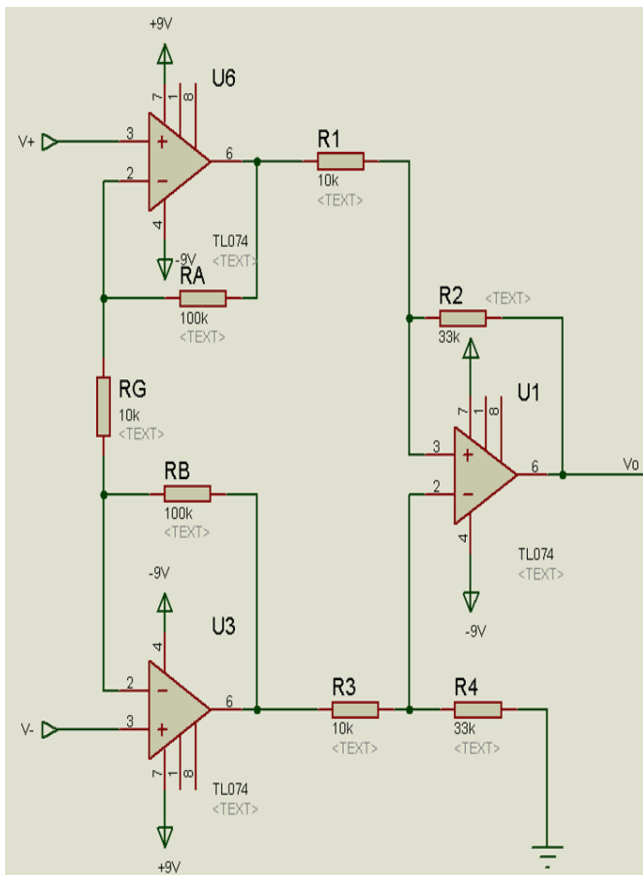 +9V
U6
7
1
8
V+
3
+
6
2
−
4
-9V
TL074
<TEXT>
R1
10k
<TEXT>
RA
100k
<TEXT>
R2
33k
<TEXT>
RG
10k
<TEXT>
7
1
8
U1
3
+
6
Vo
2
−
4
TL074
<TEXT>
-9V
RB
100k
<TEXT>
-9V
U3
4
2
−
6
V-
3
+
7
1
8
TL074
<TEXT>
+9V
R3
10k
<TEXT>
R4
33k
<TEXT>